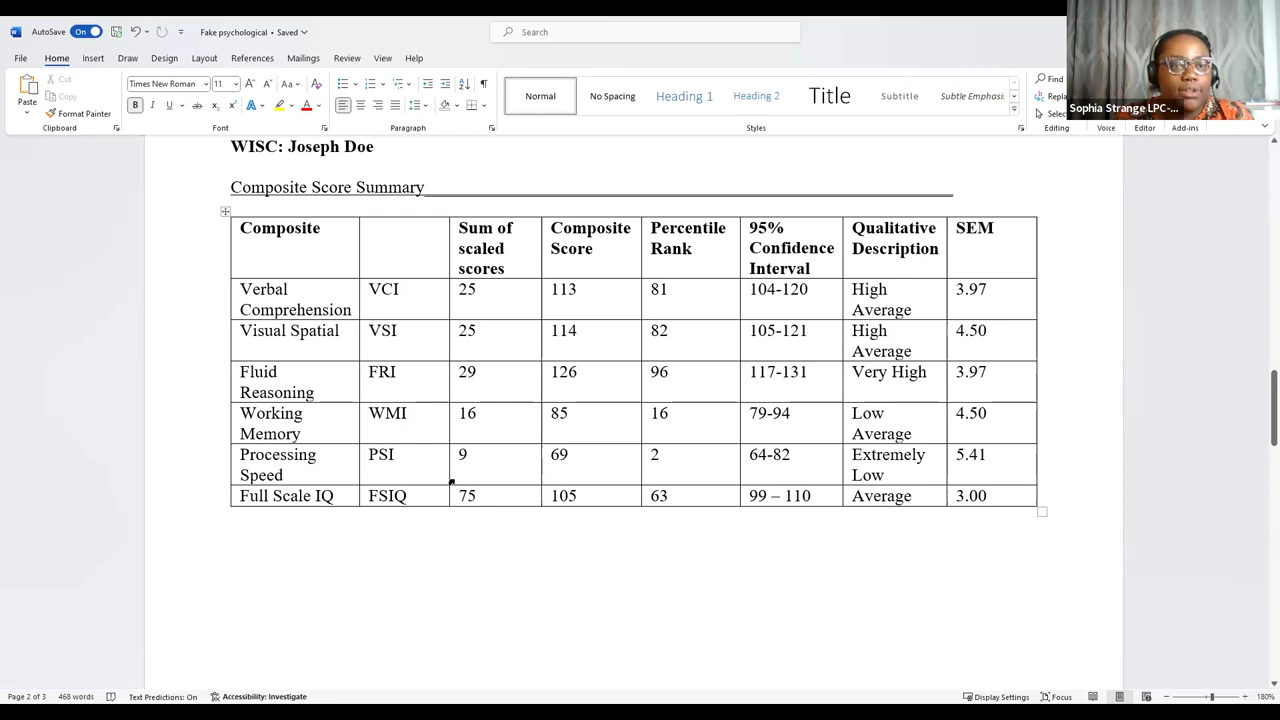 AutoSave On Fake psychological • Saved Search
File Home Insert Draw Design Layout References Mailings Review View Help
Paste Cut Copy Format Painter
Times New Roman 11 Aa
B I U ab x₂ x² A A
Normal No Spacing Heading 1 Heading 2 Title Subtitle Subtle Emphasis
Find
Clipboard Font Paragraph Styles Editing Voice Editor Add-ins
Sophia Strange LPC-...
WISC: Joseph Doe
Composite Score Summary
Composite Sum of scaled scores Composite Score Percentile Rank 95% Confidence Interval Qualitative Description SEM
Verbal Comprehension VCI 25 113 81 104-120 High Average 3.97
Visual Spatial VSI 25 114 82 105-121 High Average 4.50
Fluid Reasoning FRI 29 126 96 117-131 Very High 3.97
Working Memory WMI 16 85 16 79-94 Low Average 4.50
Processing Speed PSI 9 69 2 64-82 Extremely Low 5.41
Full Scale IQ FSIQ 75 105 63 99 – 110 Average 3.00
Page 2 of 3 468 words Text Predictions: On Accessibility: Investigate Display Settings Focus 180%